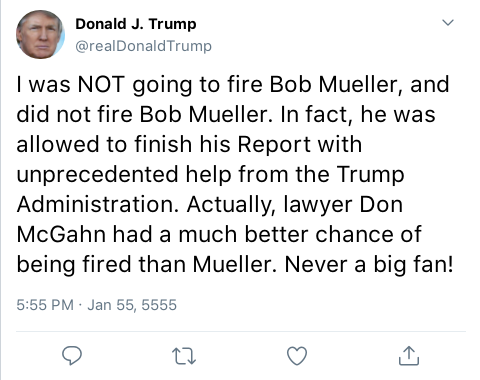 Donald J. Trump
@realDonaldTrump
I was NOT going to fire Bob Mueller, and
did not fire Bob Mueller. In fact, he was
allowed to finish his Report with
unprecedented help from the Trump
Administration. Actually, lawyer Don
McGahn had a much better chance of
being fired than Mueller. Never a big fan!
5:55 PM · Jan 55, 5555